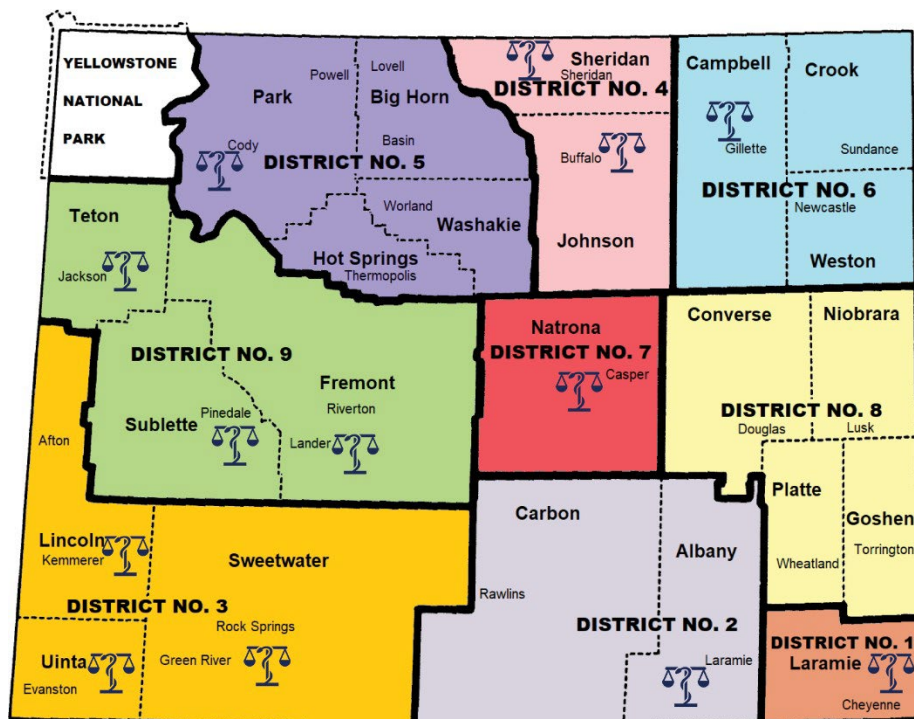 YELLOWSTONE
NATIONAL
PARK
Powell
Lovell
Park
Big Horn
Cody
Basin
DISTRICT NO. 5
Worland
Washakie
Hot Springs
Thermopolis
Sheridan
Sheridan
DISTRICT NO. 4
Buffalo
Johnson
Campbell
Crook
Gillette
Sundance
DISTRICT NO. 6
Newcastle
Weston
Teton
Jackson
DISTRICT NO. 9
Fremont
Riverton
Pinedale
Sublette
Lander
Natrona
DISTRICT NO. 7
Casper
Converse
Niobrara
DISTRICT NO. 8
Douglas
Lusk
Platte
Goshen
Wheatland
Torrington
Afton
Lincoln
Kemmerer
Sweetwater
DISTRICT NO. 3
Rock Springs
Green River
Uinta
Evanston
Carbon
Albany
Rawlins
DISTRICT NO. 2
Laramie
DISTRICT NO. 1
Laramie
Cheyenne